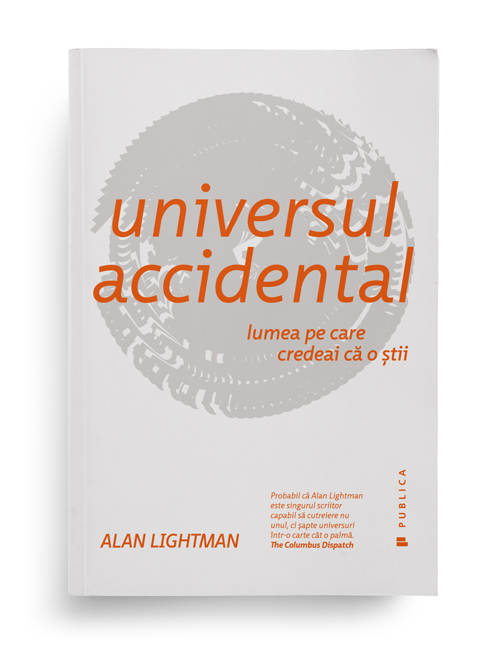 universul
accidental
lumea pe care
credeai că o știi
ALAN LIGHTMAN
Probabil că Alan Lightman
este singurul scriitor
capabil să cutreiere nu
unul, ci șapte universuri
într-o carte cât o palmă.
The Columbus Dispatch
PUBLICA